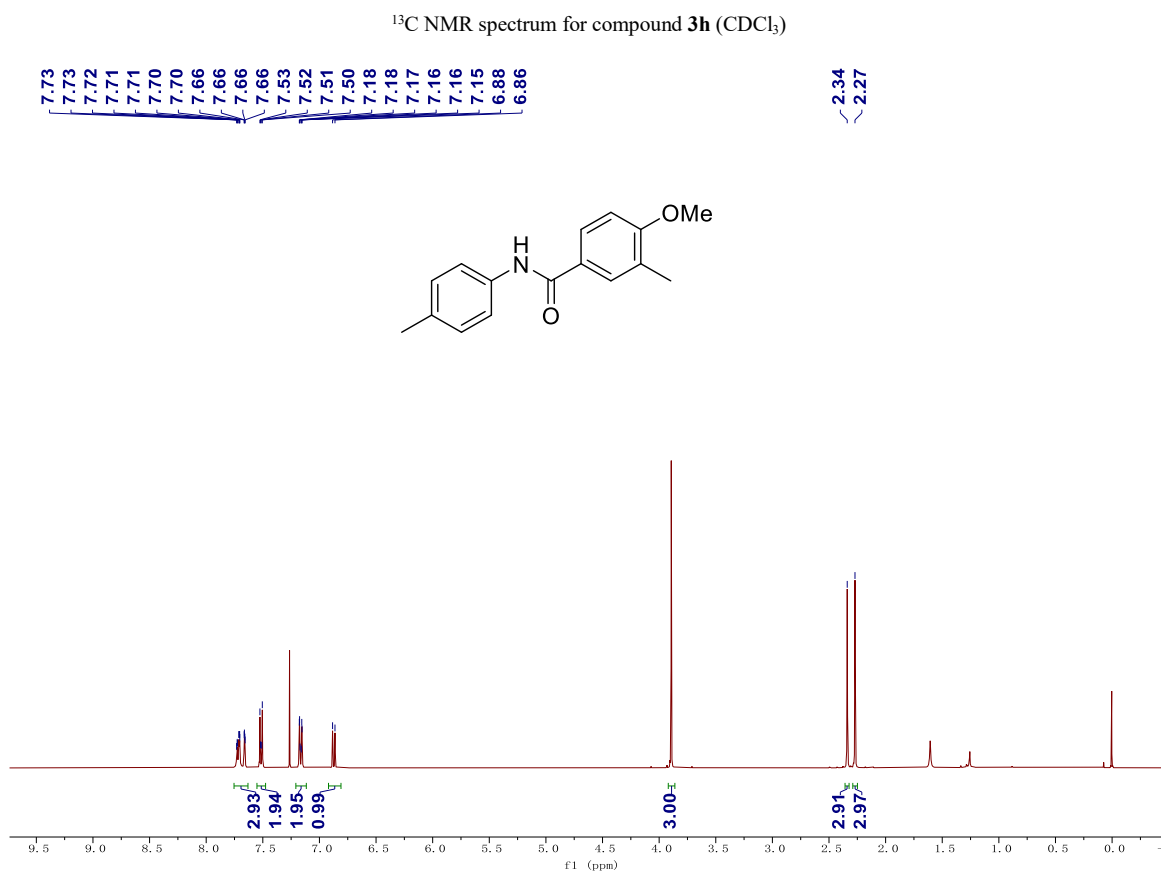 ¹³C NMR spectrum for compound 3h (CDCl₃)
7.73 7.73 7.72 7.71 7.71 7.70 7.70 7.66 7.66 7.66 7.66 7.53 7.52 7.51 7.50 7.18 7.18 7.17 7.16 7.16 7.15 6.88 6.86 2.34 2.27
OMe
H
N
O
2.93 1.94 1.95 0.99 3.00 2.91 2.97
9.5 9.0 8.5 8.0 7.5 7.0 6.5 6.0 5.5 5.0 4.5 4.0 3.5 3.0 2.5 2.0 1.5 1.0 0.5 0.0
f1 (ppm)